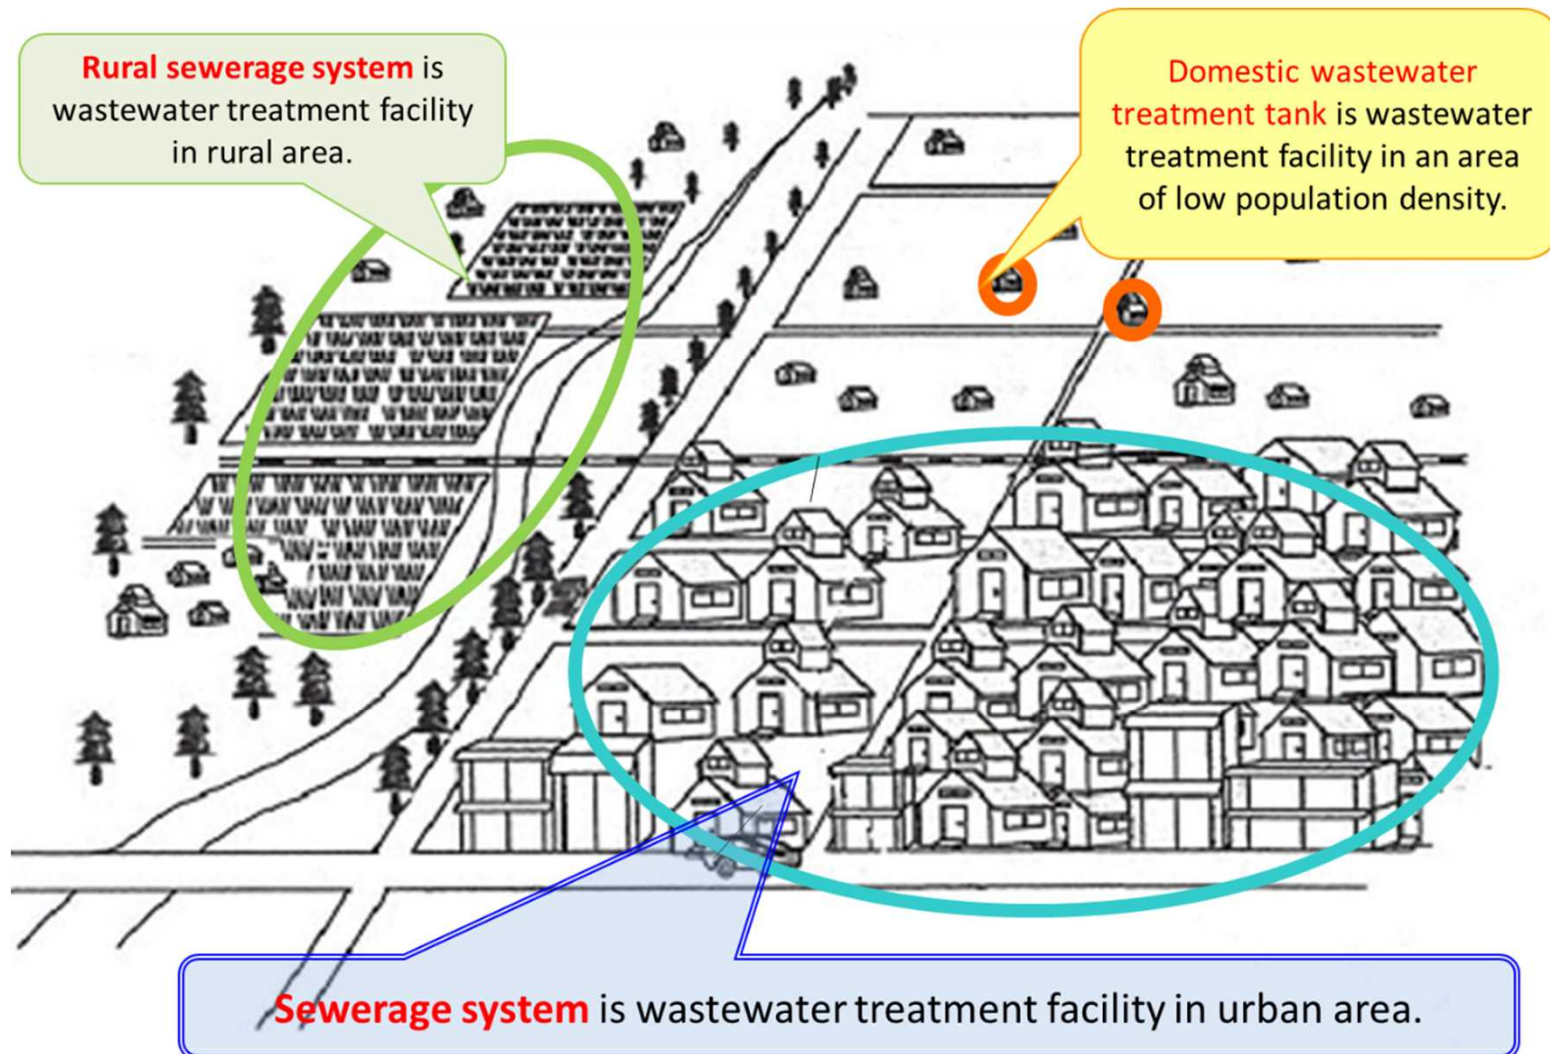 Rural sewerage system is
wastewater treatment facility
in rural area.
Domestic wastewater
treatment tank is wastewater
treatment facility in an area
of low population density.
Sewerage system is wastewater treatment facility in urban area.